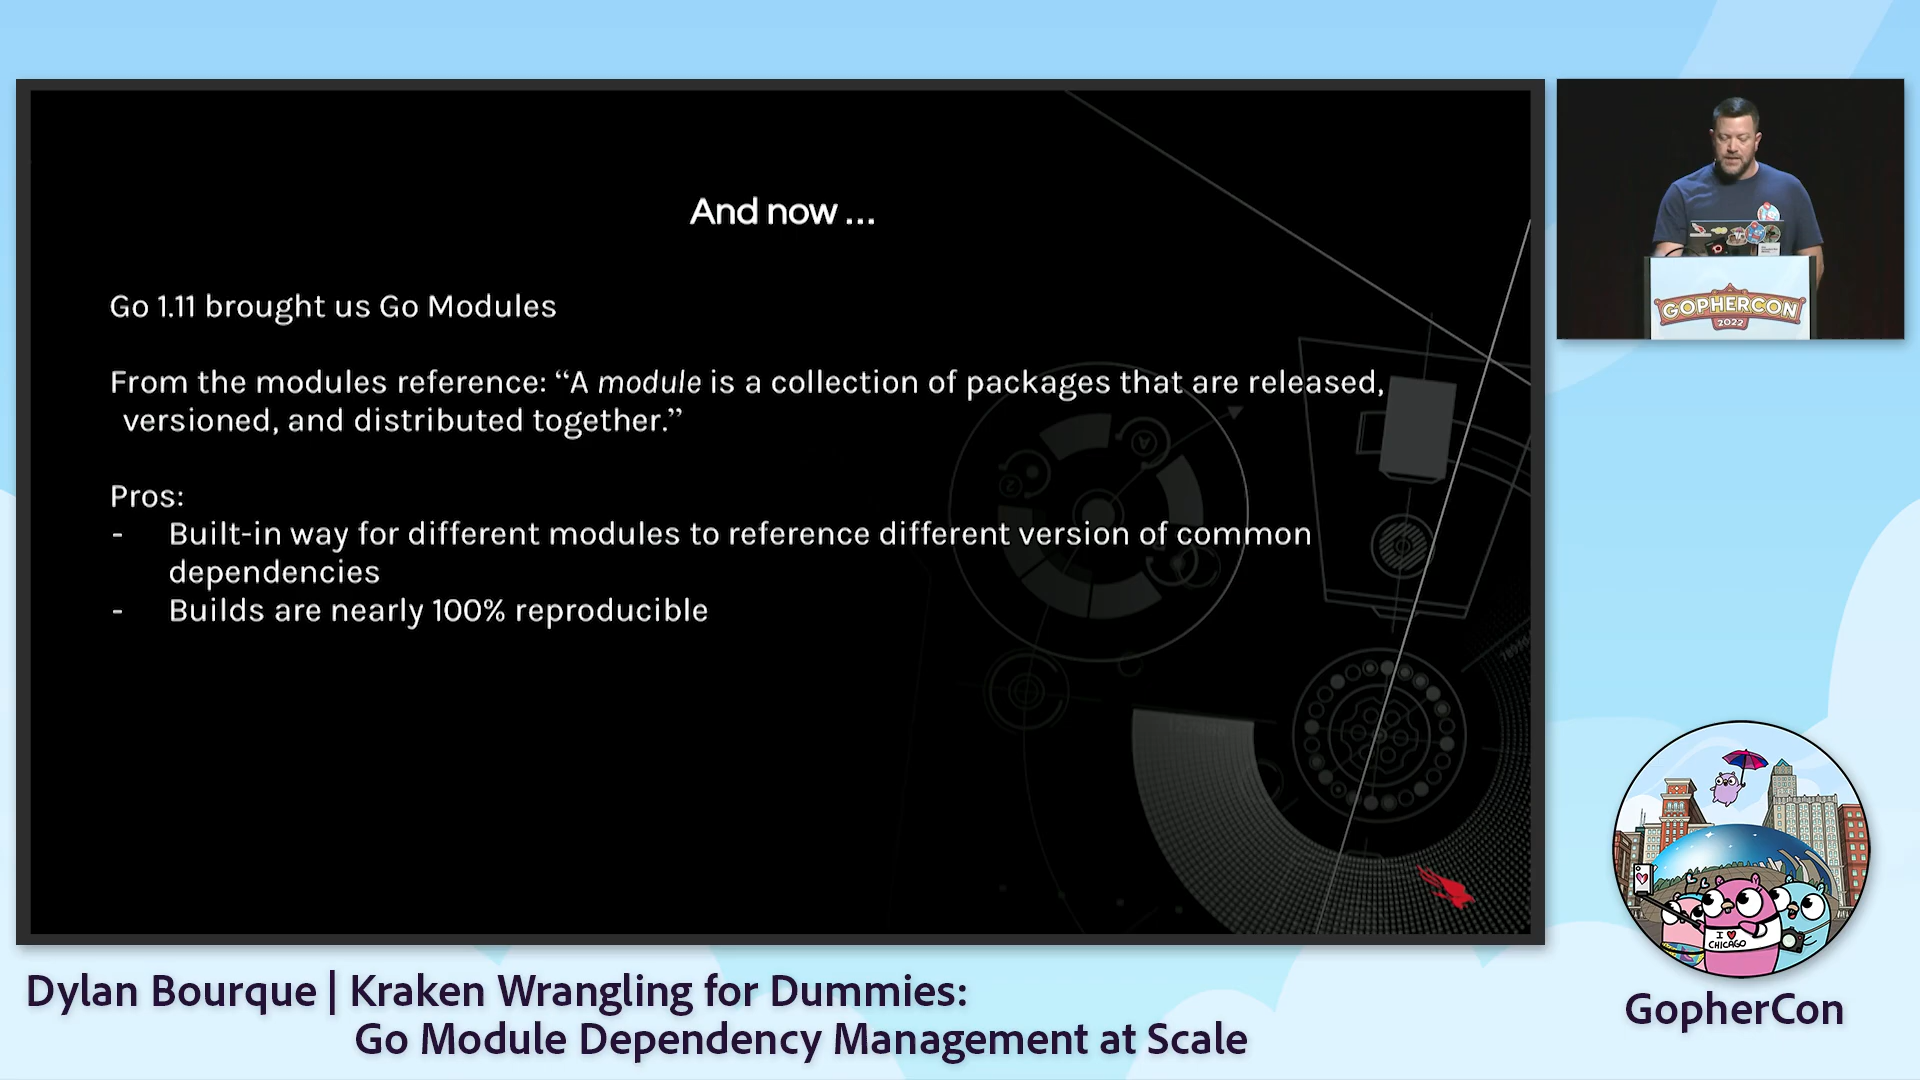 And now ...
Go 1.11 brought us Go Modules
From the modules reference: “A module is a collection of packages that are released,
versioned, and distributed together.”
Pros:
- Built-in way for different modules to reference different version of common
dependencies
- Builds are nearly 100% reproducible
GOPHERCON
2022
I ♥
CHICAGO
GopherCon
Dylan Bourque | Kraken Wrangling for Dummies:
Go Module Dependency Management at Scale